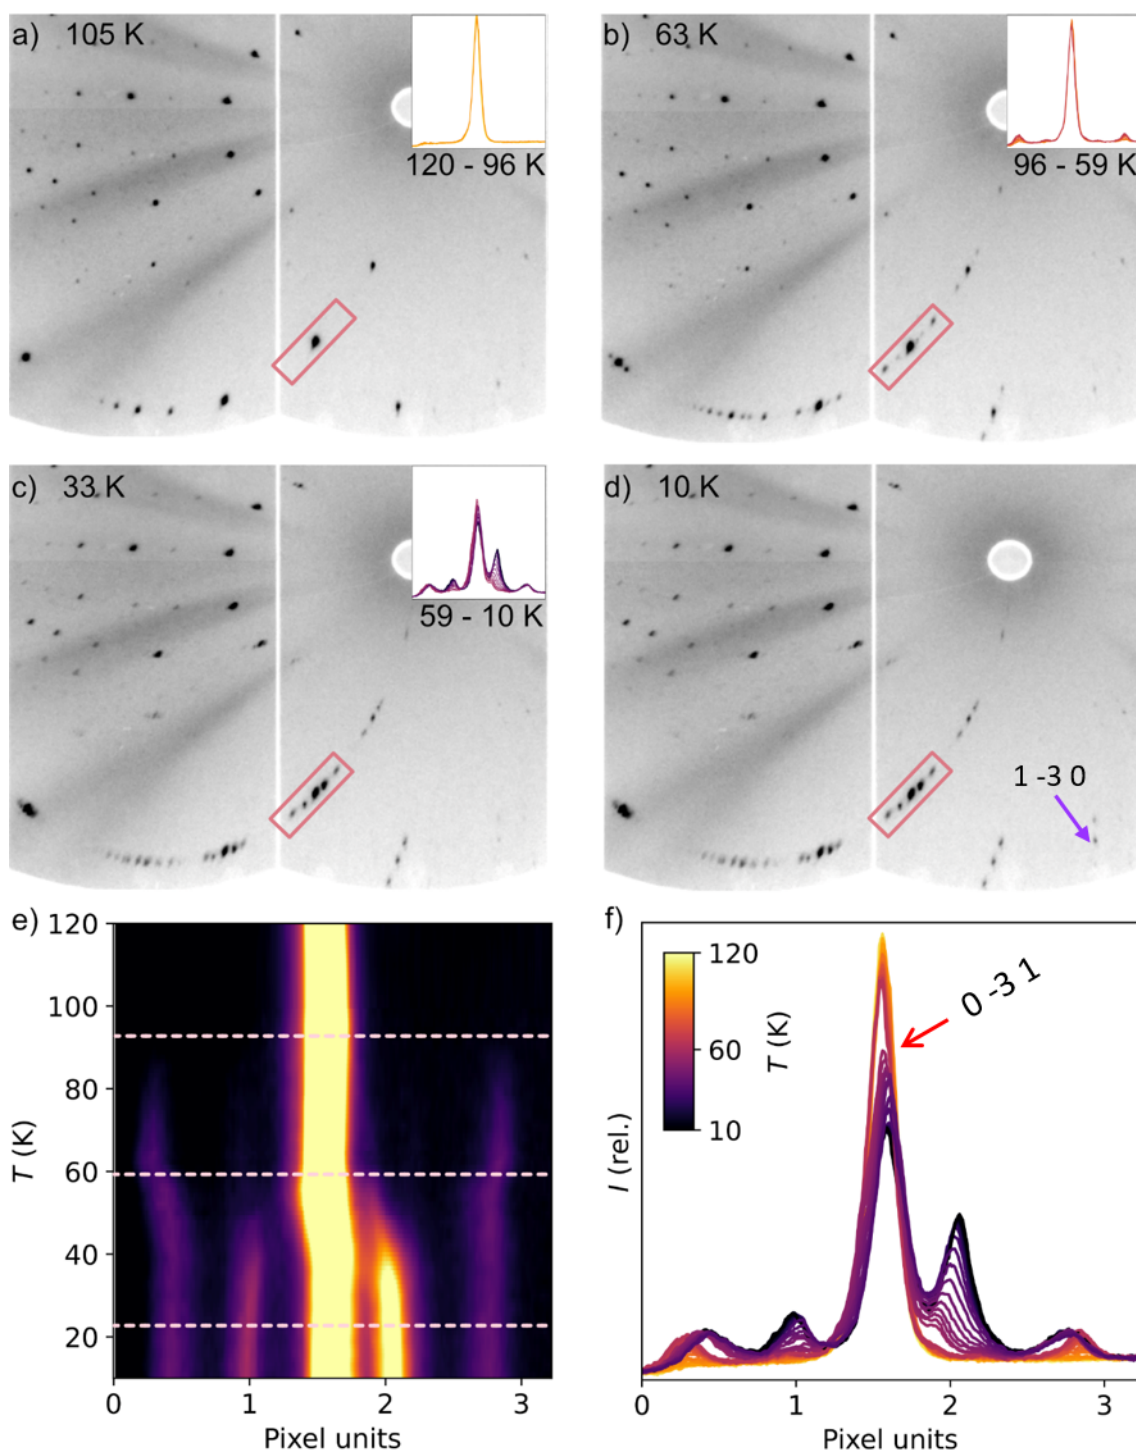 a) 105 K
120 - 96 K
b) 63 K
96 - 59 K
c) 33 K
59 - 10 K
d) 10 K
1 -3 0
e)
120
100
80
60
40
20
T (K)
0 1 2 3
Pixel units
f)
120
60
10
T (K)
0 -3 1
I (rel.)
0 1 2 3
Pixel units